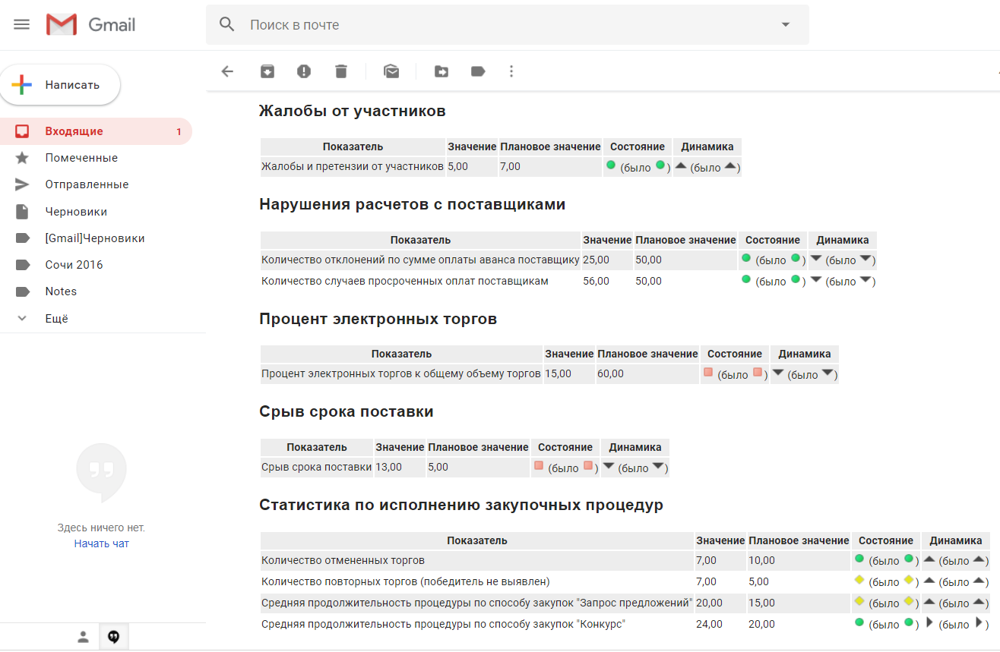 Gmail
Поиск в почте
Написать
Входящие 1
Помеченные
Отправленные
Черновики
[Gmail]Черновики
Сочи 2016
Notes
Ещё
Здесь ничего нет.
Начать чат
Жалобы от участников
Показатель Значение Плановое значение Состояние Динамика
Жалобы и претензии от участников 5,00 7,00 (было ) (было )
Нарушения расчетов с поставщиками
Показатель Значение Плановое значение Состояние Динамика
Количество отклонений по сумме оплаты аванса поставщику 25,00 50,00 (было ) (было )
Количество случаев просроченных оплат поставщикам 56,00 50,00 (было ) (было )
Процент электронных торгов
Показатель Значение Плановое значение Состояние Динамика
Процент электронных торгов к общему объему торгов 15,00 60,00 (было ) (было )
Срыв срока поставки
Показатель Значение Плановое значение Состояние Динамика
Срыв срока поставки 13,00 5,00 (было ) (было )
Статистика по исполнению закупочных процедур
Показатель Значение Плановое значение Состояние Динамика
Количество отмененных торгов 7,00 10,00 (было ) (было )
Количество повторных торгов (победитель не выявлен) 7,00 5,00 (было ) (было )
Средняя продолжительность процедуры по способу закупок "Запрос предложений" 20,00 15,00 (было ) (было )
Средняя продолжительность процедуры по способу закупок "Конкурс" 24,00 20,00 (было ) (было )